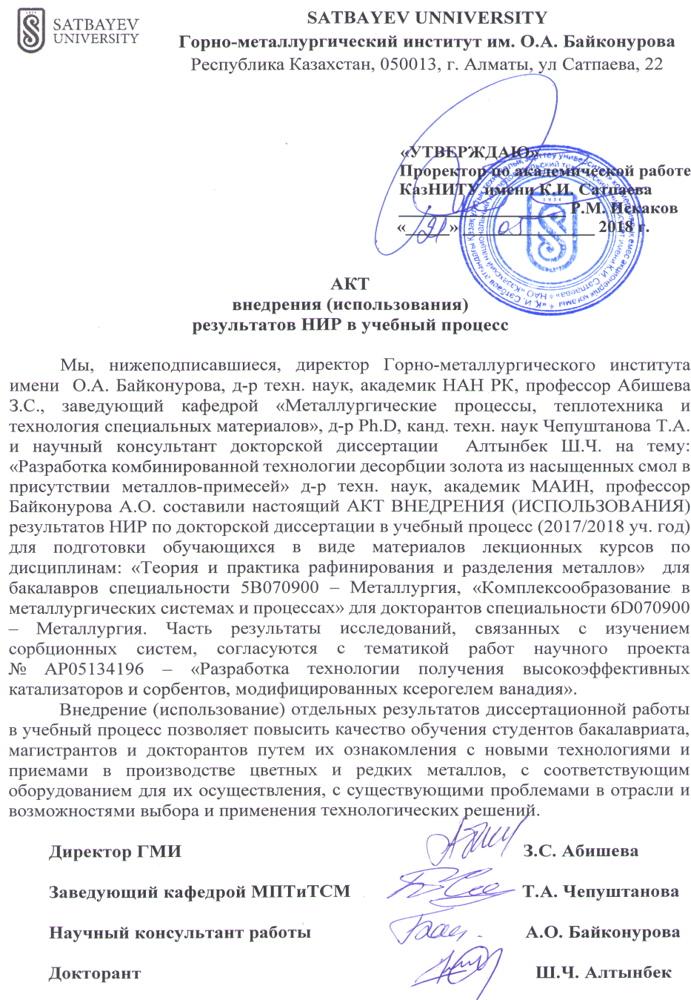 SATBAYEV
UNIVERSITY
SATBAYEV UNNIVERSITY
Горно-металлургический институт им. О.А. Байконурова
Республика Казахстан, 050013, г. Алматы, ул Сатпаева, 22
«УТВЕРЖДАЮ»
Проректор по академической работе
КазНИТУ имени К.И. Сатпаева
Р.М. Искаков
«31» 05 2018 г.
1934
АКТ
внедрения (использования)
результатов НИР в учебный процесс
Мы, нижеподписавшиеся, директор Горно-металлургического института
имени О.А. Байконурова, д-р техн. наук, академик НАН РК, профессор Абишева
З.С., заведующий кафедрой «Металлургические процессы, теплотехника и
технология специальных материалов», д-р Ph.D, канд. техн. наук Чепуштанова Т.А.
и научный консультант докторской диссертации Алтынбек Ш.Ч. на тему:
«Разработка комбинированной технологии десорбции золота из насыщенных смол в
присутствии металлов-примесей» д-р техн. наук, академик МАИН, профессор
Байконурова А.О. составили настоящий АКТ ВНЕДРЕНИЯ (ИСПОЛЬЗОВАНИЯ)
результатов НИР по докторской диссертации в учебный процесс (2017/2018 уч. год)
для подготовки обучающихся в виде материалов лекционных курсов по
дисциплинам: «Теория и практика рафинирования и разделения металлов» для
бакалавров специальности 5В070900 – Металлургия, «Комплексообразование в
металлургических системах и процессах» для докторантов специальности 6D070900
– Металлургия. Часть результаты исследований, связанных с изучением
сорбционных систем, согласуются с тематикой работ научного проекта
№ АР05134196 – «Разработка технологии получения высокоэффективных
катализаторов и сорбентов, модифицированных ксерогелем ванадия».
Внедрение (использование) отдельных результатов диссертационной работы
в учебный процесс позволяет повысить качество обучения студентов бакалавриата,
магистрантов и докторантов путем их ознакомления с новыми технологиями и
приемами в производстве цветных и редких металлов, с соответствующим
оборудованием для их осуществления, с существующими проблемами в отрасли и
возможностями выбора и применения технологических решений.
Директор ГМИ З.С. Абишева
Заведующий кафедрой МПТиТСМ Т.А. Чепуштанова
Научный консультант работы А.О. Байконурова
Докторант Ш.Ч. Алтынбек